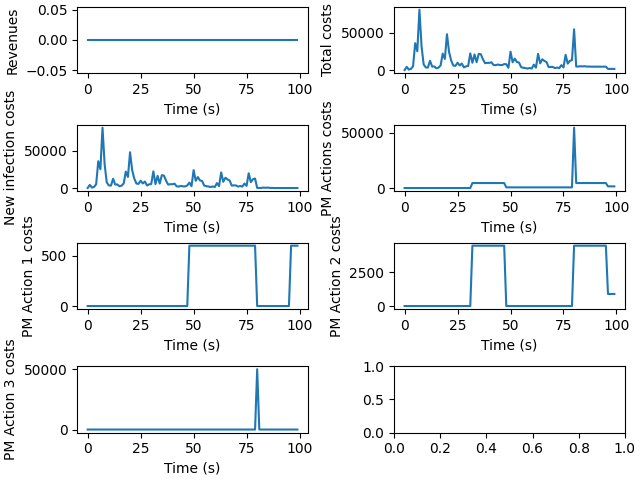 Revenues
0.05
0.00
−0.05
0 25 50 75 100
Time (s)
Total costs
50000
0
0 25 50 75 100
Time (s)
New infection costs
50000
0
0 25 50 75 100
Time (s)
PM Actions costs
50000
0
0 25 50 75 100
Time (s)
PM Action 1 costs
500
0
0 25 50 75 100
Time (s)
PM Action 2 costs
2500
0
0 25 50 75 100
Time (s)
PM Action 3 costs
50000
0
0 25 50 75 100
Time (s)
1.0
0.5
0.0
0.0 0.2 0.4 0.6 0.8 1.0